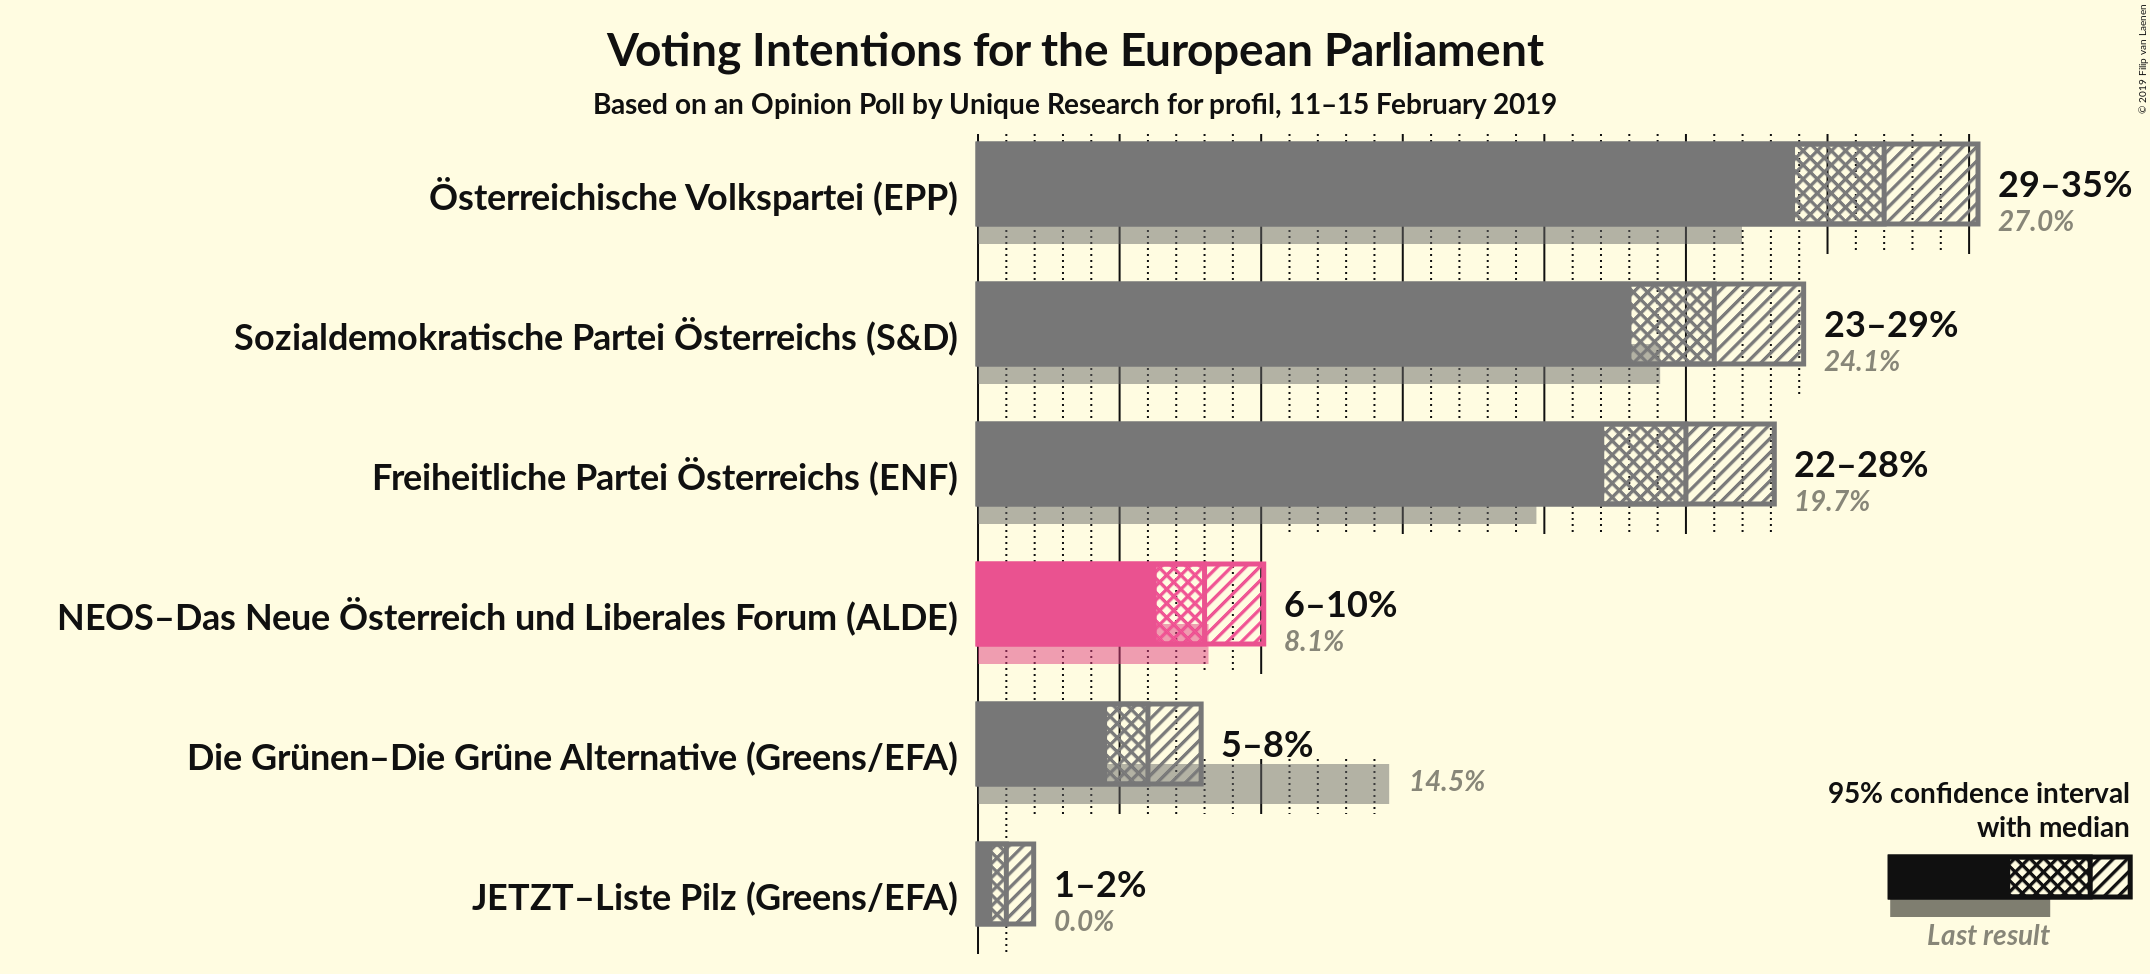 Voting Intentions for the European Parliament
Based on an Opinion Poll by Unique Research for profil, 11–15 February 2019
© 2019 Filip van Laenen
Österreichische Volkspartei (EPP)
29–35%
27.0%
Sozialdemokratische Partei Österreichs (S&D)
23–29%
24.1%
Freiheitliche Partei Österreichs (ENF)
22–28%
19.7%
NEOS–Das Neue Österreich und Liberales Forum (ALDE)
6–10%
8.1%
Die Grünen–Die Grüne Alternative (Greens/EFA)
5–8%
14.5%
JETZT–Liste Pilz (Greens/EFA)
1–2%
0.0%
95% confidence interval
with median
Last result